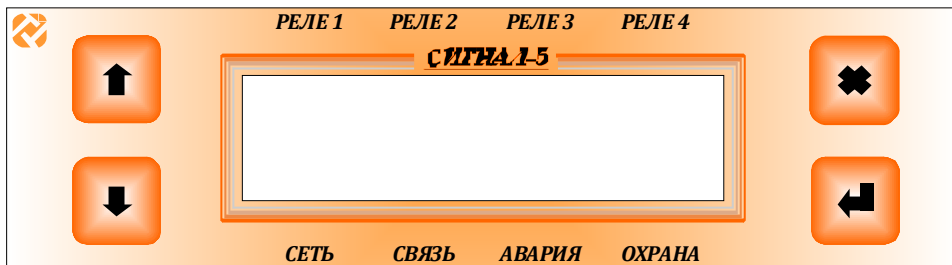 РЕЛЕ 1 РЕЛЕ 2 РЕЛЕ 3 РЕЛЕ 4
СИГНАЛ-5
СЕТЬ СВЯЗЬ АВАРИЯ ОХРАНА